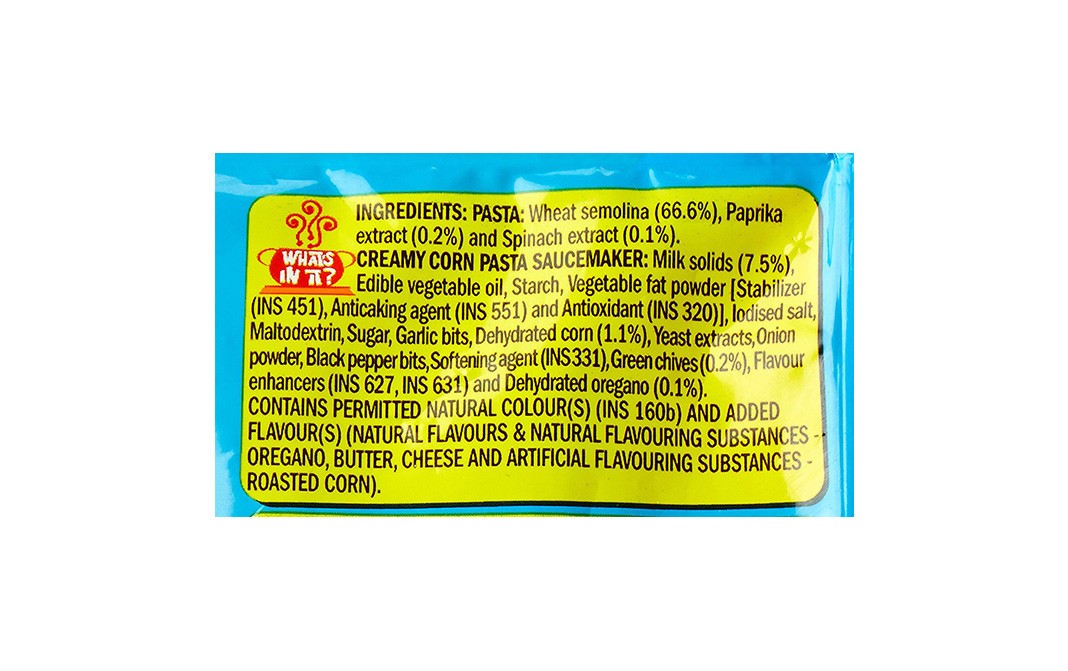 INGREDIENTS: PASTA: Wheat semolina (66.6%), Paprika
extract (0.2%) and Spinach extract (0.1%).
WHAT'S
IN IT?
CREAMY CORN PASTA SAUCEMAKER: Milk solids (7.5%),
Edible vegetable oil, Starch, Vegetable fat powder [Stabilizer
(INS 451), Anticaking agent (INS 551) and Antioxidant (INS 320)], Iodised salt,
Maltodextrin, Sugar, Garlic bits, Dehydrated corn (1.1%), Yeast extracts, Onion
powder, Black pepper bits, Softening agent (INS331), Green chives (0.2%), Flavour
enhancers (INS 627, INS 631) and Dehydrated oregano (0.1%).
CONTAINS PERMITTED NATURAL COLOUR(S) (INS 160b) AND ADDED
FLAVOUR(S) (NATURAL FLAVOURS & NATURAL FLAVOURING SUBSTANCES -
OREGANO, BUTTER, CHEESE AND ARTIFICIAL FLAVOURING SUBSTANCES -
ROASTED CORN).